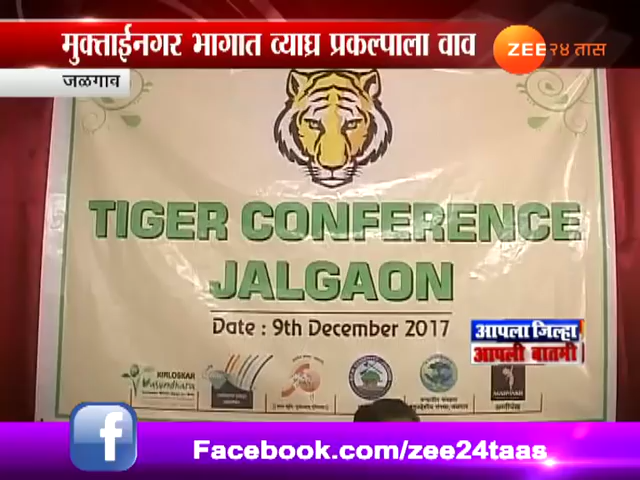 मुक्ताईनगर भागात व्याघ्र प्रकल्पाला वाव
ZEE २४ तास
जळगाव
TIGER CONFERENCE
JALGAON
Date : 9th December 2017
आपला जिल्हा
आपली बातमी
KIRLOSKAR
Vasundhara
Facebook.com/zee24taas